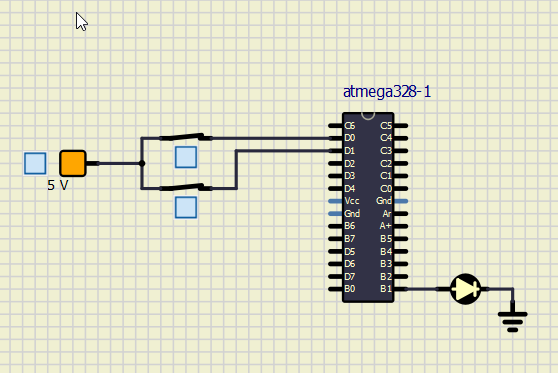 atmega328-1
C6 C5
D0 C4
D1 C3
D2 C2
D3 C1
D4 C0
Vcc Gnd
Gnd Ar
B6 A+
B7 B5
D5 B4
D6 B3
D7 B2
B0 B1
5 V